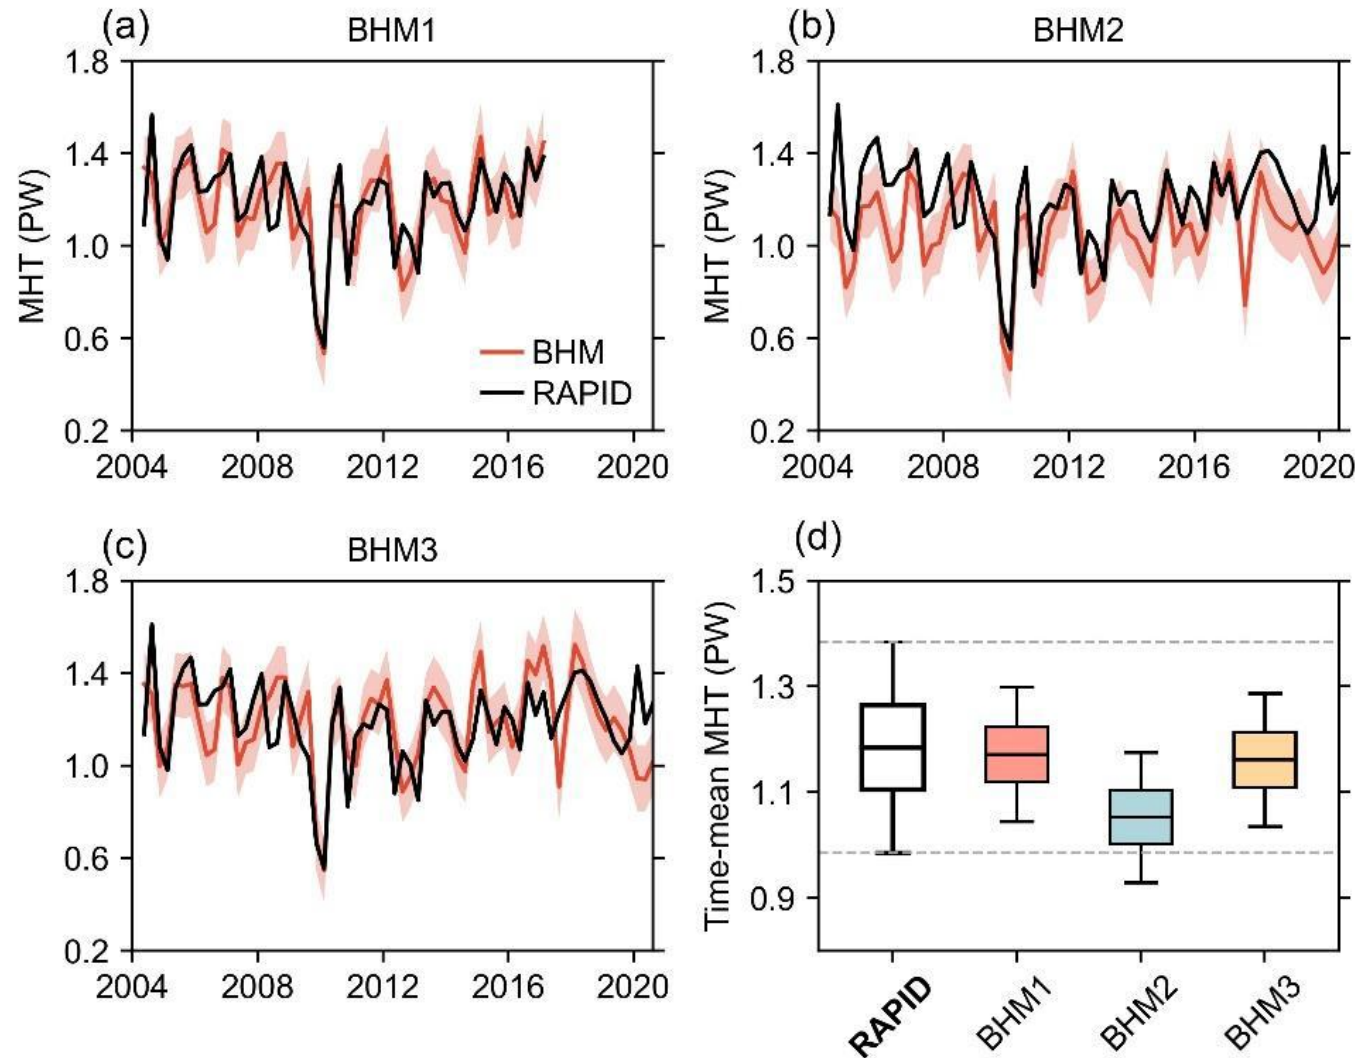 (a) BHM1
1.8
1.4
1.0
0.6
0.2
MHT (PW)
BHM
RAPID
2004 2008 2012 2016 2020
(b) BHM2
1.8
1.4
1.0
0.6
0.2
MHT (PW)
2004 2008 2012 2016 2020
(c) BHM3
1.8
1.4
1.0
0.6
0.2
2004 2008 2012 2016 2020
(d)
1.5
1.3
1.1
0.9
Time-mean MHT (PW)
RAPID BHM1 BHM2 BHM3